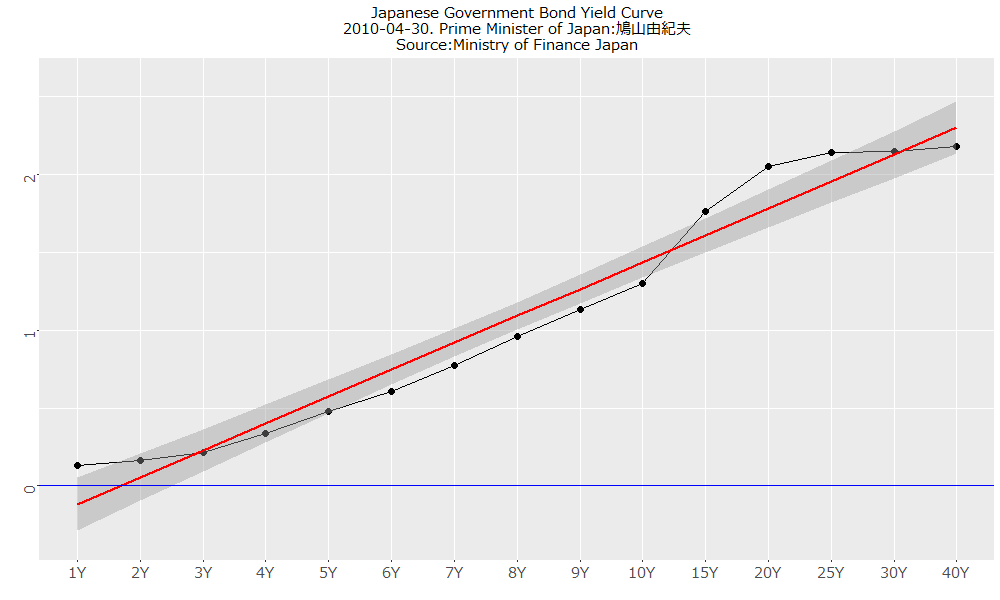 Japanese Government Bond Yield Curve
2010-04-30. Prime Minister of Japan:鳩山由紀夫
Source:Ministry of Finance Japan
2
1
0
1Y 2Y 3Y 4Y 5Y 6Y 7Y 8Y 9Y 10Y 15Y 20Y 25Y 30Y 40Y